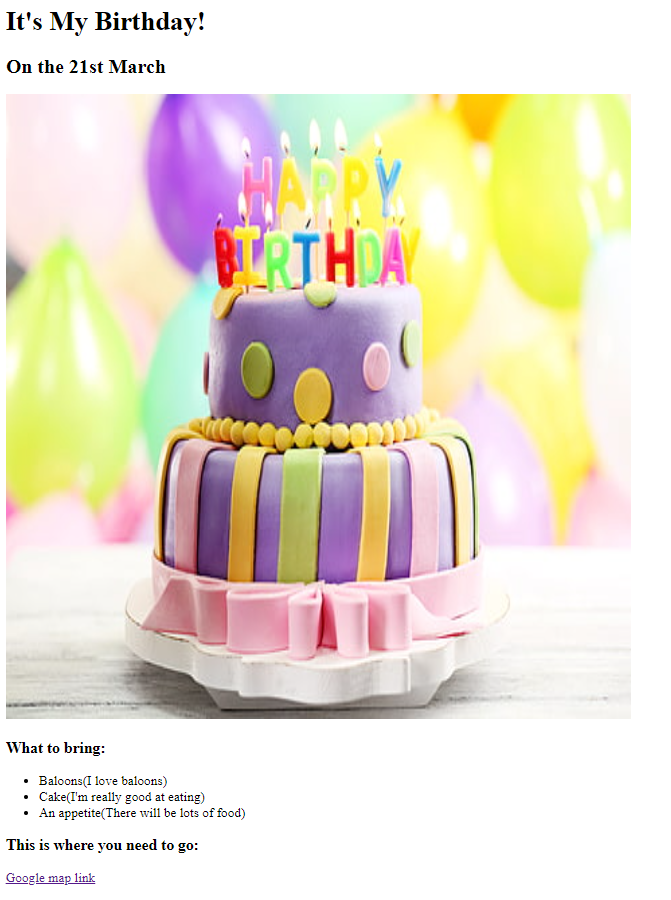 It's My Birthday!
On the 21st March
HAPPY
BIRTHDAY
What to bring:
Baloons(I love baloons)
Cake(I'm really good at eating)
An appetite(There will be lots of food)
This is where you need to go:
Google map link